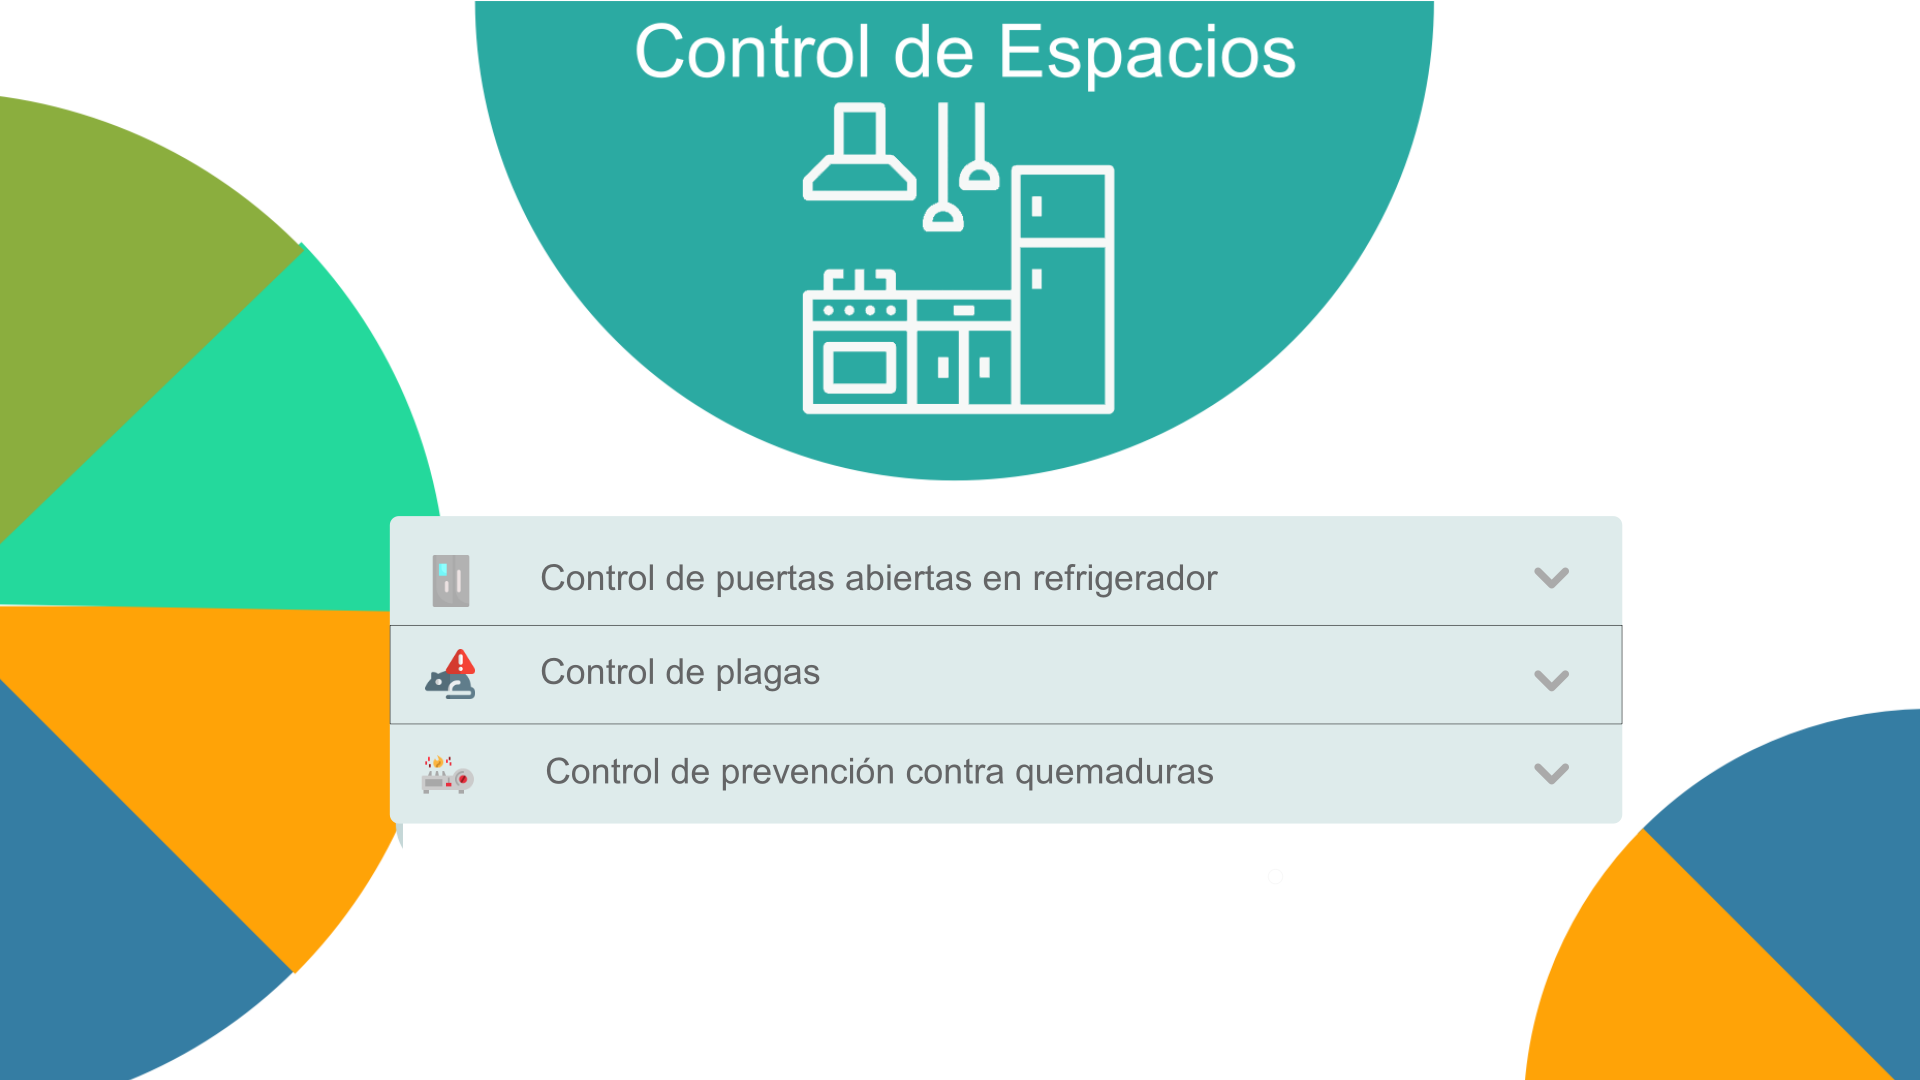 Control de Espacios
Control de puertas abiertas en refrigerador
Control de plagas
Control de prevención contra quemaduras